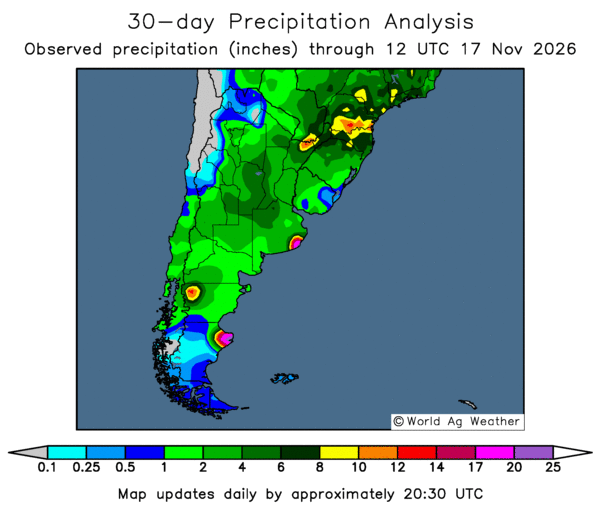 30-day Precipitation Analysis
Observed precipitation (inches) through 12 UTC 17 Nov 2026
© World Ag Weather
0.1 0.25 0.5 1 2 4 6 8 10 12 14 17 20 25
Map updates daily by approximately 20:30 UTC